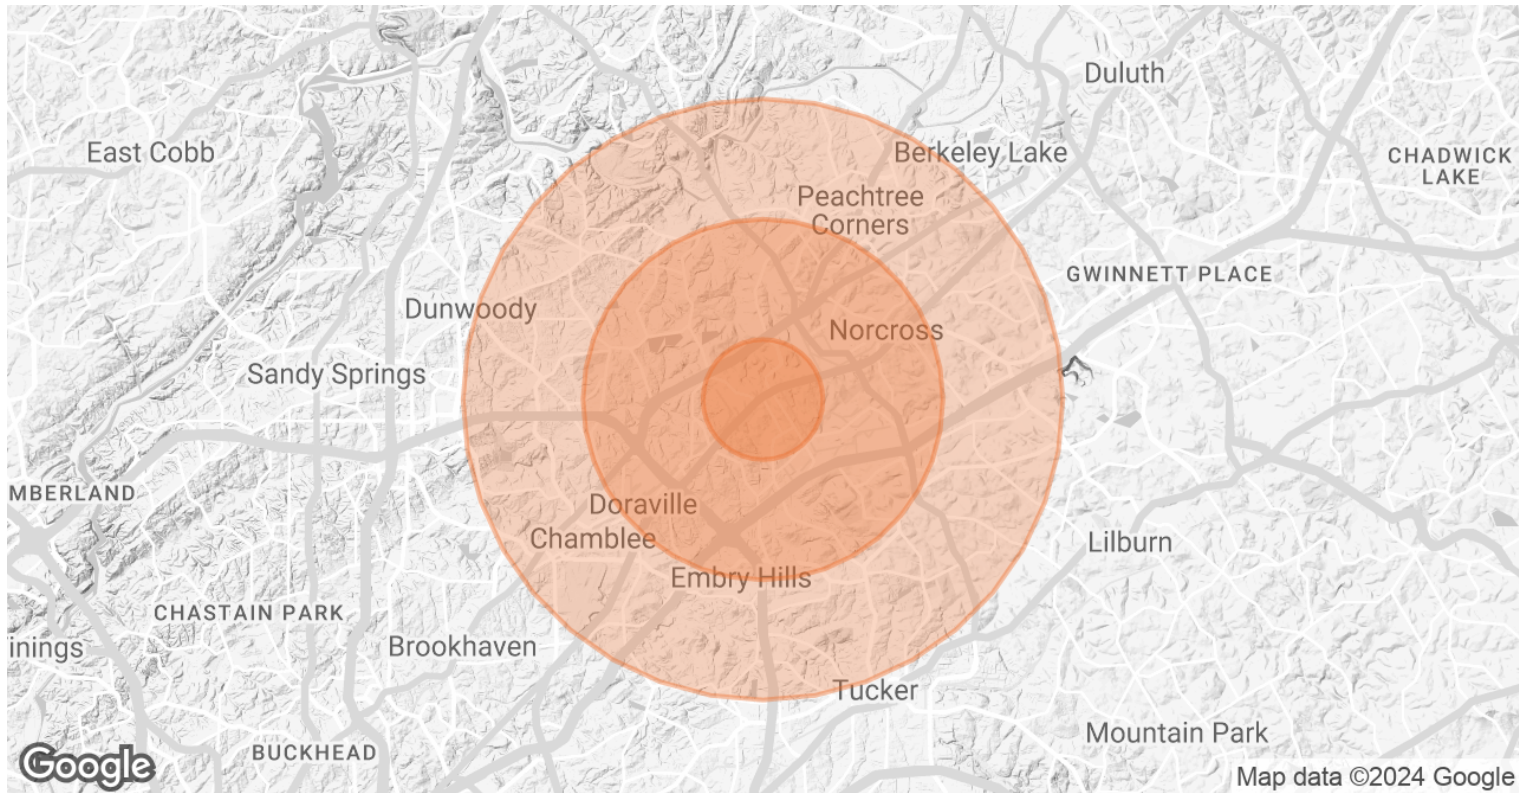 Duluth
East Cobb
Berkeley Lake
CHADWICK
LAKE
Peachtree
Corners
GWINNETT PLACE
Dunwoody
Norcross
Sandy Springs
MBERLAND
Doraville
Chamblee
Lilburn
Embry Hills
CHASTAIN PARK
Brookhaven
inings
Tucker
Mountain Park
BUCKHEAD
Google
Map data ©2024 Google